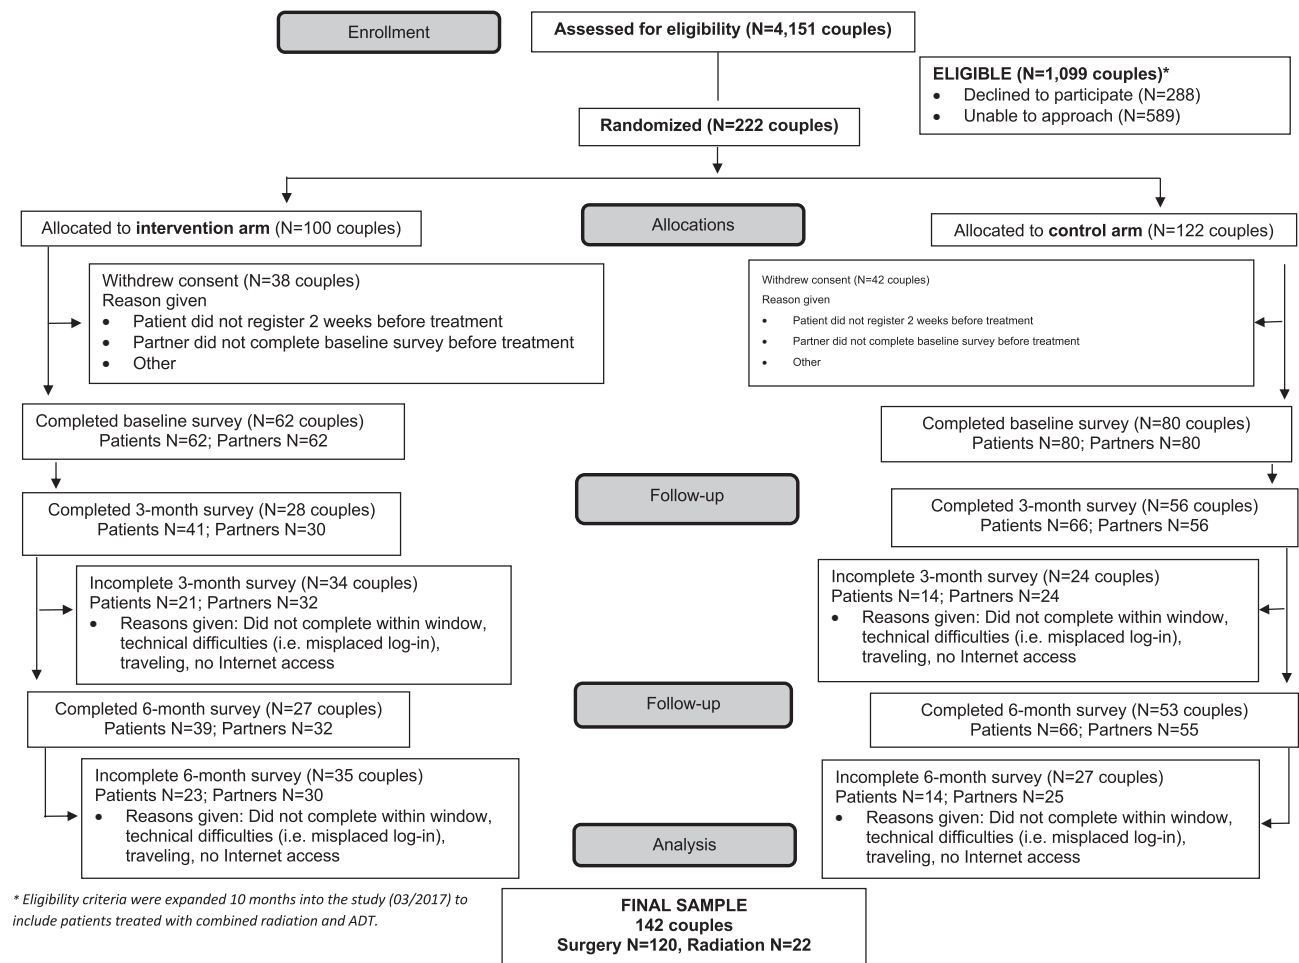 Enrollment
Assessed for eligibility (N=4,151 couples)
ELIGIBLE (N=1,099 couples)*
• Declined to participate (N=288)
• Unable to approach (N=589)
Randomized (N=222 couples)
Allocated to intervention arm (N=100 couples)
Allocations
Allocated to control arm (N=122 couples)
Withdrew consent (N=38 couples)
Reason given
• Patient did not register 2 weeks before treatment
• Partner did not complete baseline survey before treatment
• Other
Withdrew consent (N=42 couples)
Reason given
• Patient did not register 2 weeks before treatment
• Partner did not complete baseline survey before treatment
• Other
Completed baseline survey (N=62 couples)
Patients N=62; Partners N=62
Completed baseline survey (N=80 couples)
Patients N=80; Partners N=80
Follow-up
Completed 3-month survey (N=28 couples)
Patients N=41; Partners N=30
Completed 3-month survey (N=56 couples)
Patients N=66; Partners N=56
Incomplete 3-month survey (N=34 couples)
Patients N=21; Partners N=32
• Reasons given: Did not complete within window,
technical difficulties (i.e. misplaced log-in),
traveling, no Internet access
Incomplete 3-month survey (N=24 couples)
Patients N=14; Partners N=24
• Reasons given: Did not complete within window,
technical difficulties (i.e. misplaced log-in),
traveling, no Internet access
Follow-up
Completed 6-month survey (N=27 couples)
Patients N=39; Partners N=32
Completed 6-month survey (N=53 couples)
Patients N=66; Partners N=55
Incomplete 6-month survey (N=35 couples)
Patients N=23; Partners N=30
• Reasons given: Did not complete within window,
technical difficulties (i.e. misplaced log-in),
traveling, no Internet access
Incomplete 6-month survey (N=27 couples)
Patients N=14; Partners N=25
• Reasons given: Did not complete within window,
technical difficulties (i.e. misplaced log-in),
traveling, no Internet access
Analysis
* Eligibility criteria were expanded 10 months into the study (03/2017) to
include patients treated with combined radiation and ADT.
FINAL SAMPLE
142 couples
Surgery N=120, Radiation N=22